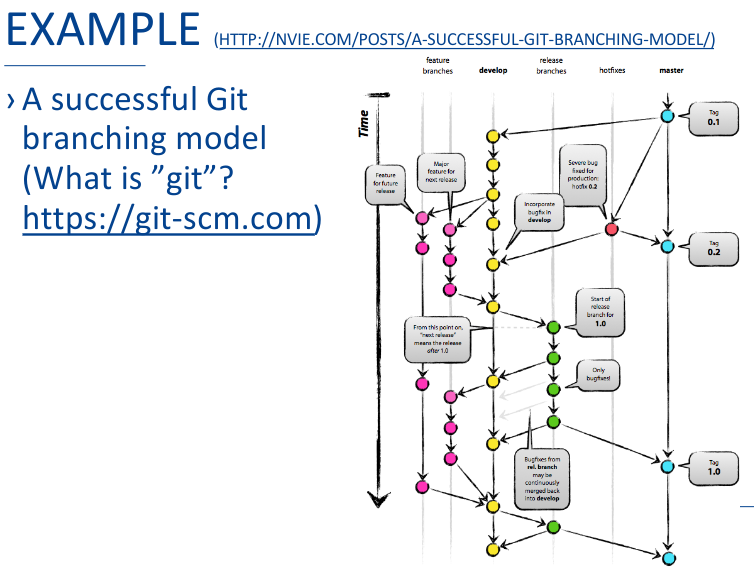 EXAMPLE (HTTP://NVIE.COM/POSTS/A-SUCCESSFUL-GIT-BRANCHING-MODEL/)
› A successful Git
branching model
(What is ”git”?
https://git-scm.com)
feature
branches
develop
release
branches
hotfixes
master
Time
Tag
0.1
Feature
for future
release
Major
feature for
next release
Severe bug
fixed for
production:
hotfix 0.2
Incorporate
bugfix in
develop
Tag
0.2
Start of
release
branch for
1.0
From this point on,
“next release”
means the release
after 1.0
Only
bugfixes!
Bugfixes from
rel. branch
may be
continuously
merged back
into develop
Tag
1.0